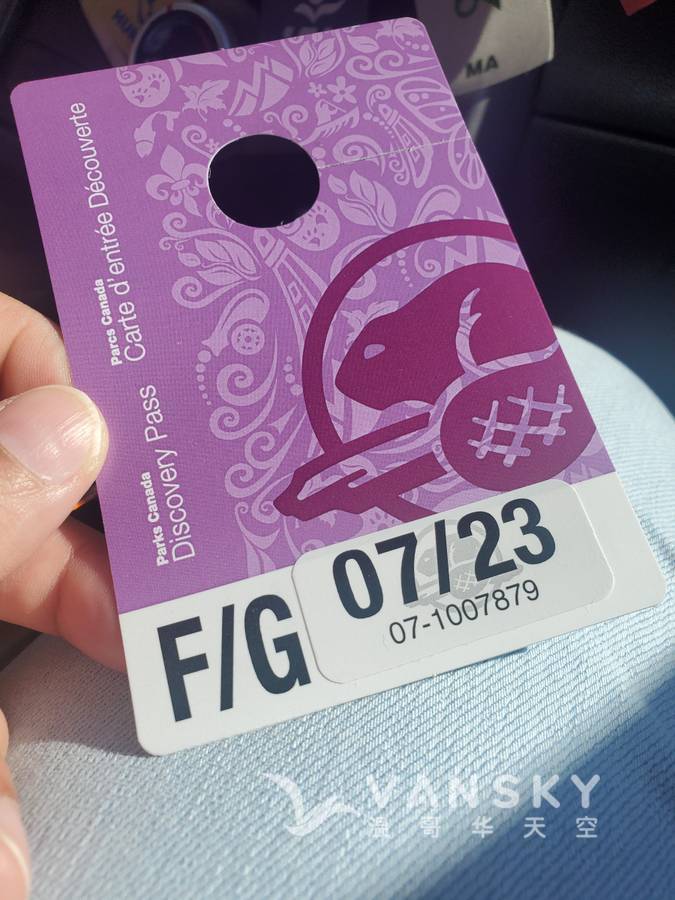 MA
Parks Canada
Discovery Pass
Parcs Canada
Carte d'entrée Découverte
F/G
07/23
07-1007879
VANSKY
温哥华天空